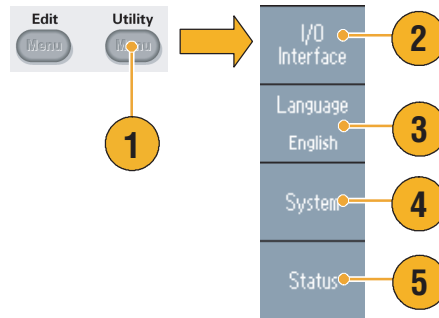 Edit
Utility
Menu
Menu
1
I/O
Interface
2
Language
English
3
System
4
Status
5